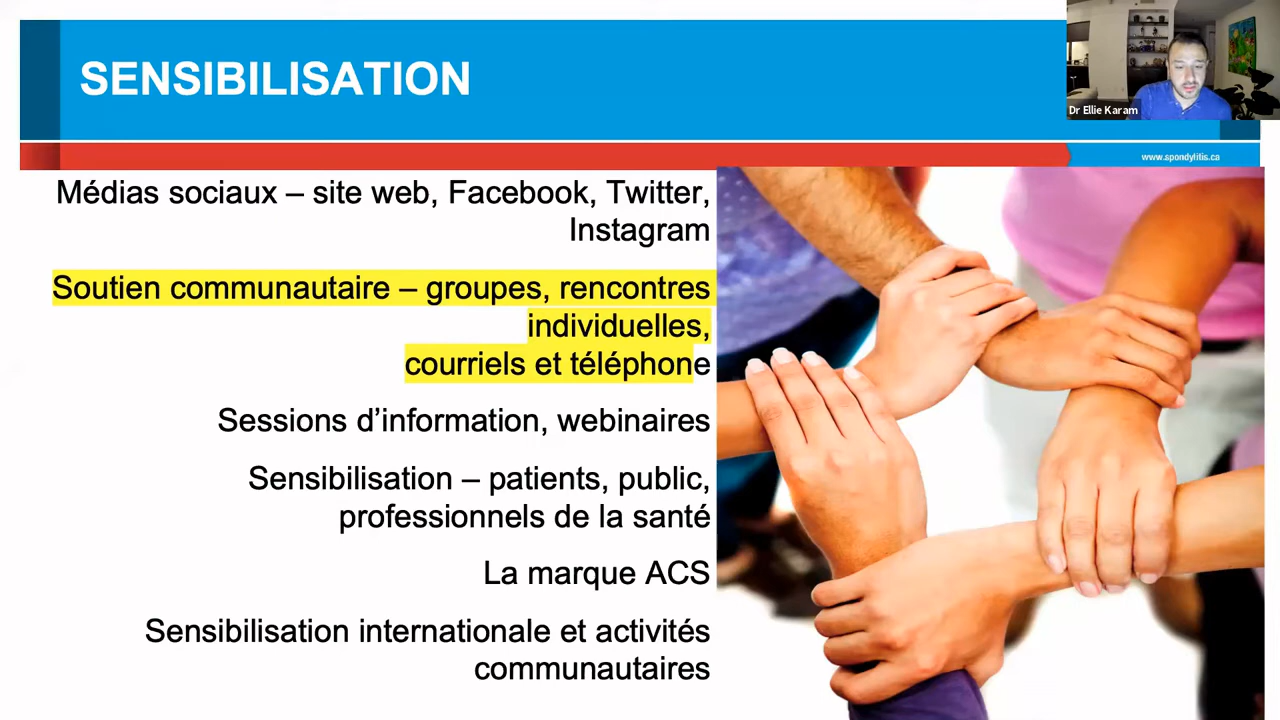 SENSIBILISATION
Dr Ellie Karam
www.spondylitis.ca
Médias sociaux – site web, Facebook, Twitter,
Instagram
Soutien communautaire – groupes, rencontres
individuelles,
courriels et téléphone
Sessions d’information, webinaires
Sensibilisation – patients, public,
professionnels de la santé
La marque ACS
Sensibilisation internationale et activités
communautaires